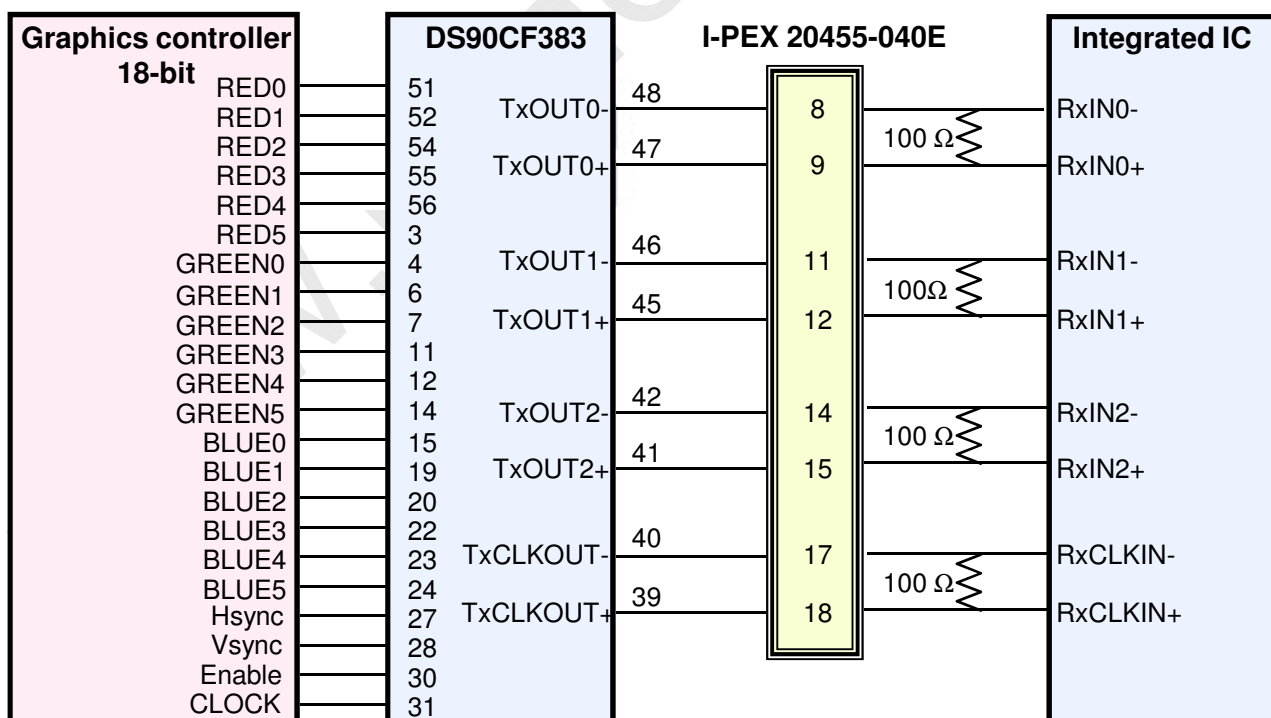 Graphics controller
18-bit
DS90CF383
I-PEX 20455-040E
Integrated IC
RED0 51
RED1 52
RED2 54
RED3 55
RED4 56
RED5 3
GREEN0 4
GREEN1 6
GREEN2 7
GREEN3 11
GREEN4 12
GREEN5 14
BLUE0 15
BLUE1 19
BLUE2 20
BLUE3 22
BLUE4 23
BLUE5 24
Hsync 27
Vsync 28
Enable 30
CLOCK 31
TxOUT0- 48 8 RxIN0-
100 Ω
TxOUT0+ 47 9 RxIN0+
TxOUT1- 46 11 RxIN1-
100Ω
TxOUT1+ 45 12 RxIN1+
TxOUT2- 42 14 RxIN2-
100 Ω
TxOUT2+ 41 15 RxIN2+
TxCLKOUT- 40 17 RxCLKIN-
100 Ω
TxCLKOUT+ 39 18 RxCLKIN+